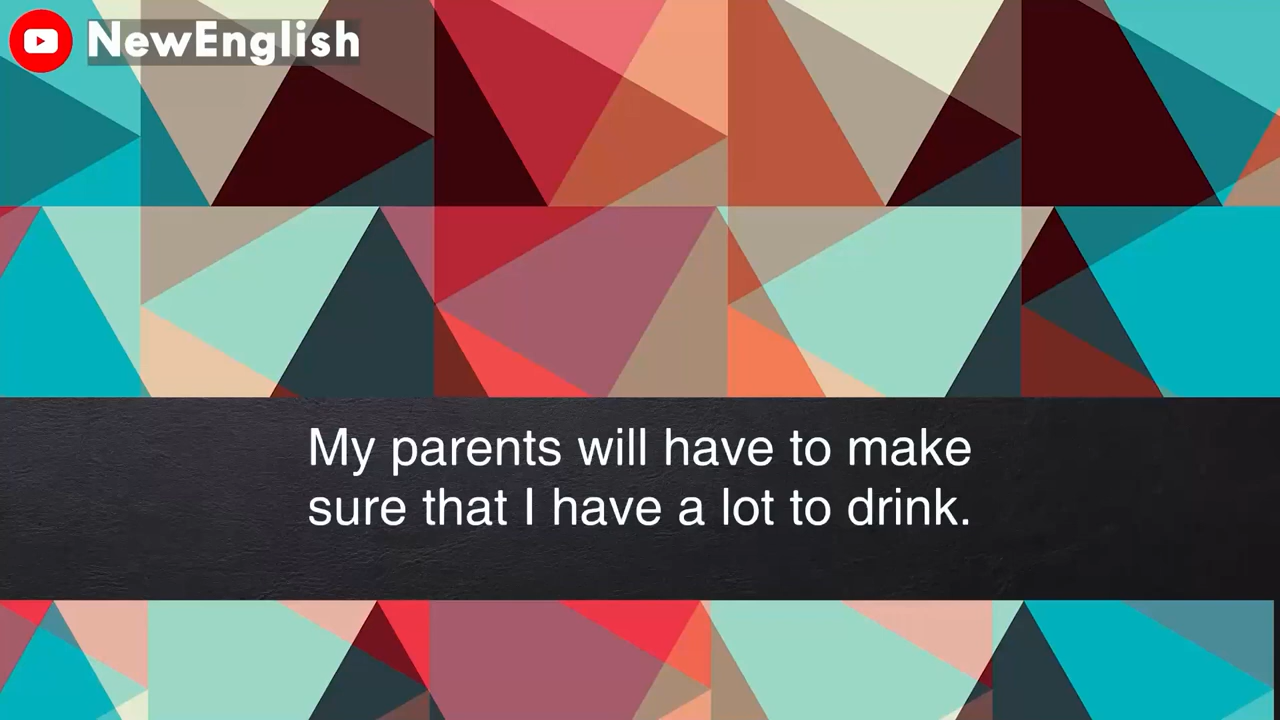 NewEnglish
My parents will have to make
sure that I have a lot to drink.